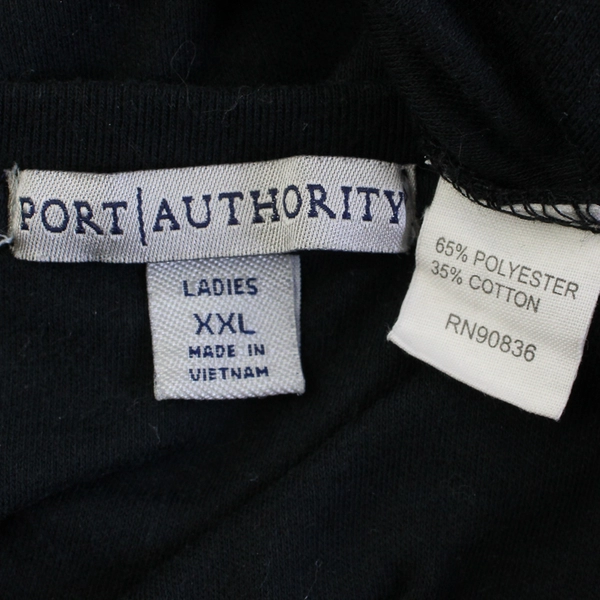 PORT|AUTHORITY
LADIES
XXL
MADE IN
VIETNAM
65% POLYESTER
35% COTTON
RN90836